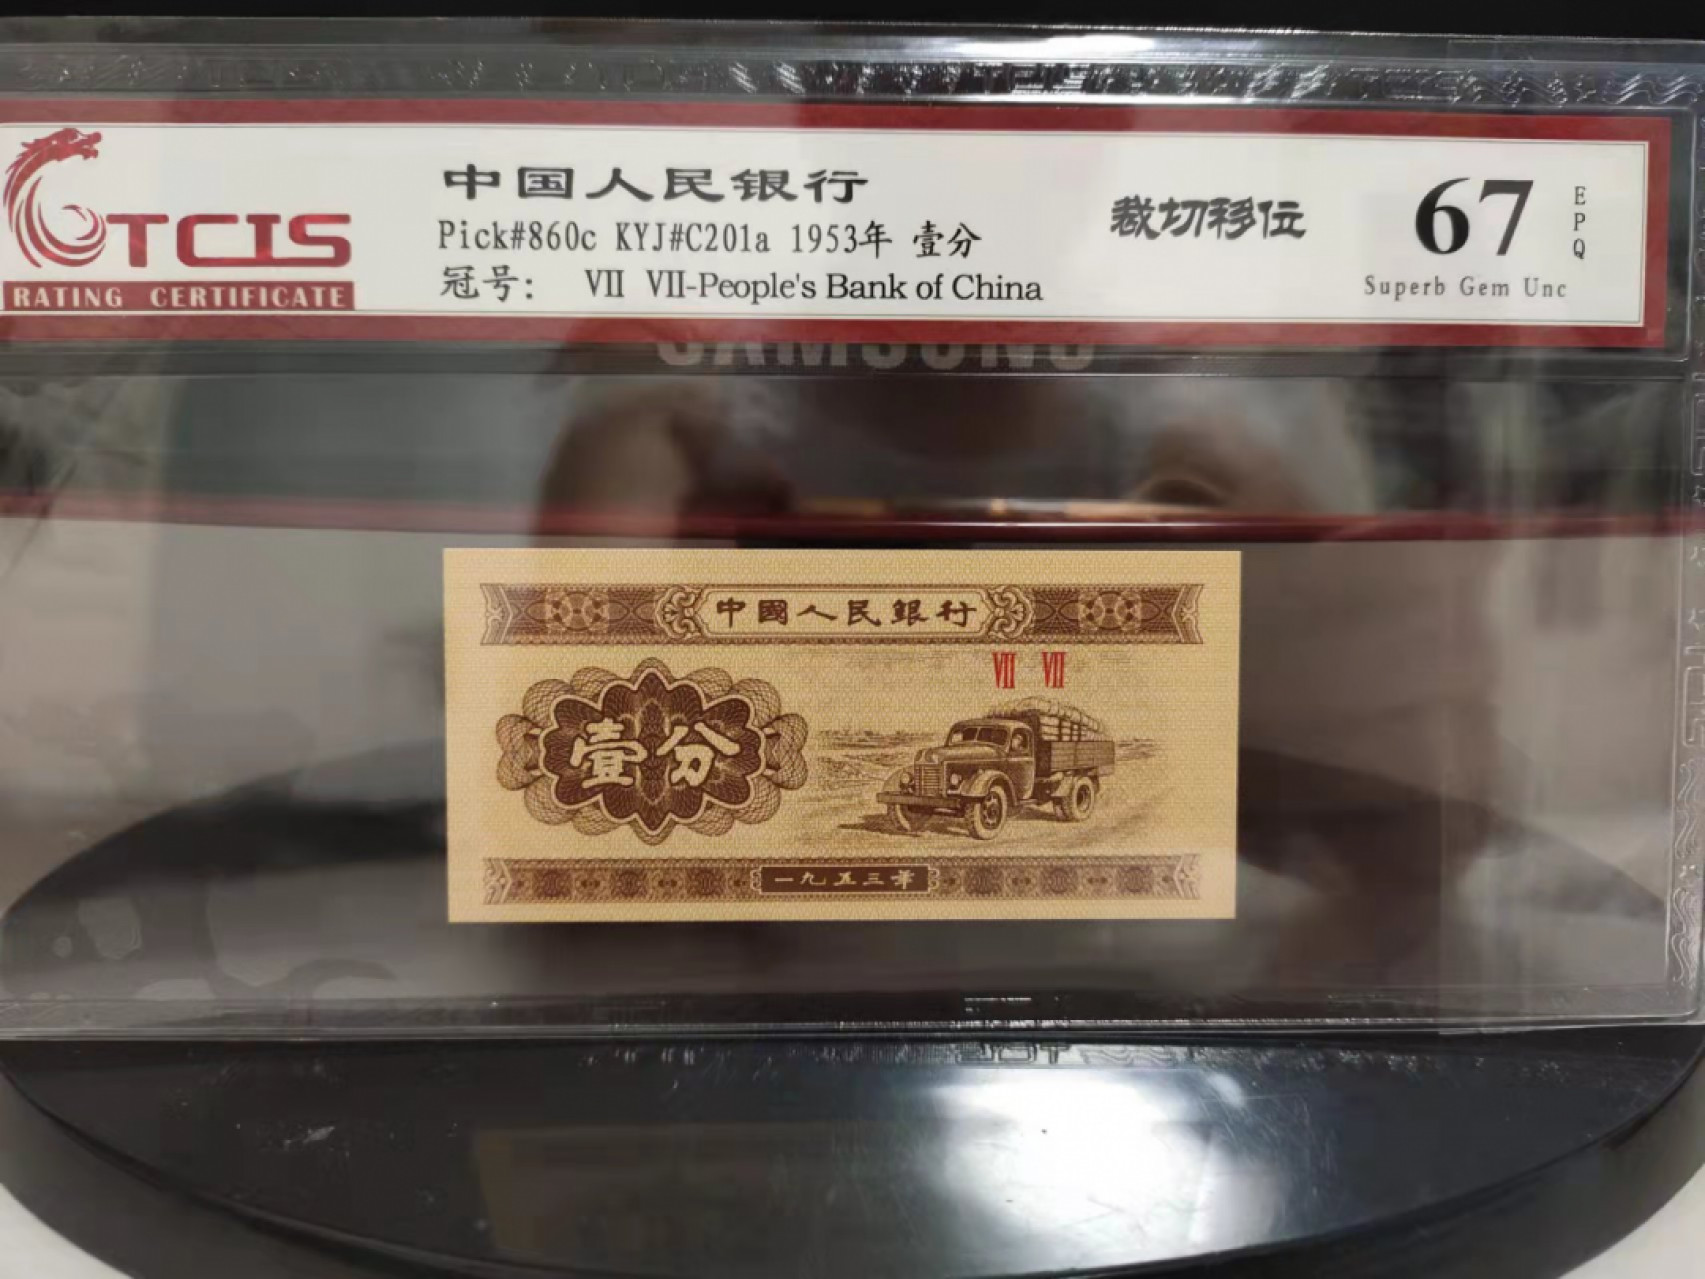 TCIS
RATING CERTIFICATE
中国人民银行
Pick#860c KYJ#C201a 1953年 壹分
冠号: VII VII-People's Bank of China
裁切移位
67
EPQ
Superb Gem Unc
SAMSUNG
中國人民銀行
VII VII
壹分
一九五三年